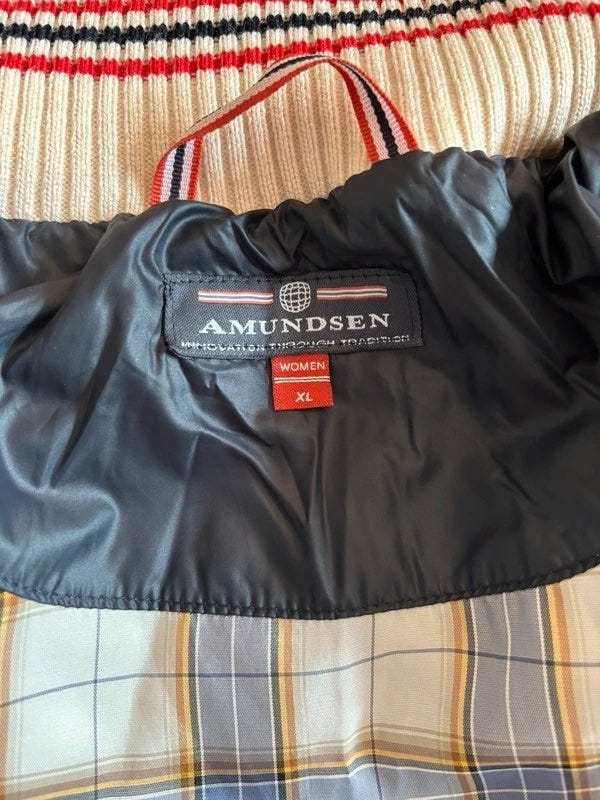 AMUNDSEN
INNOVATION THROUGH TRADITION
WOMEN
XL